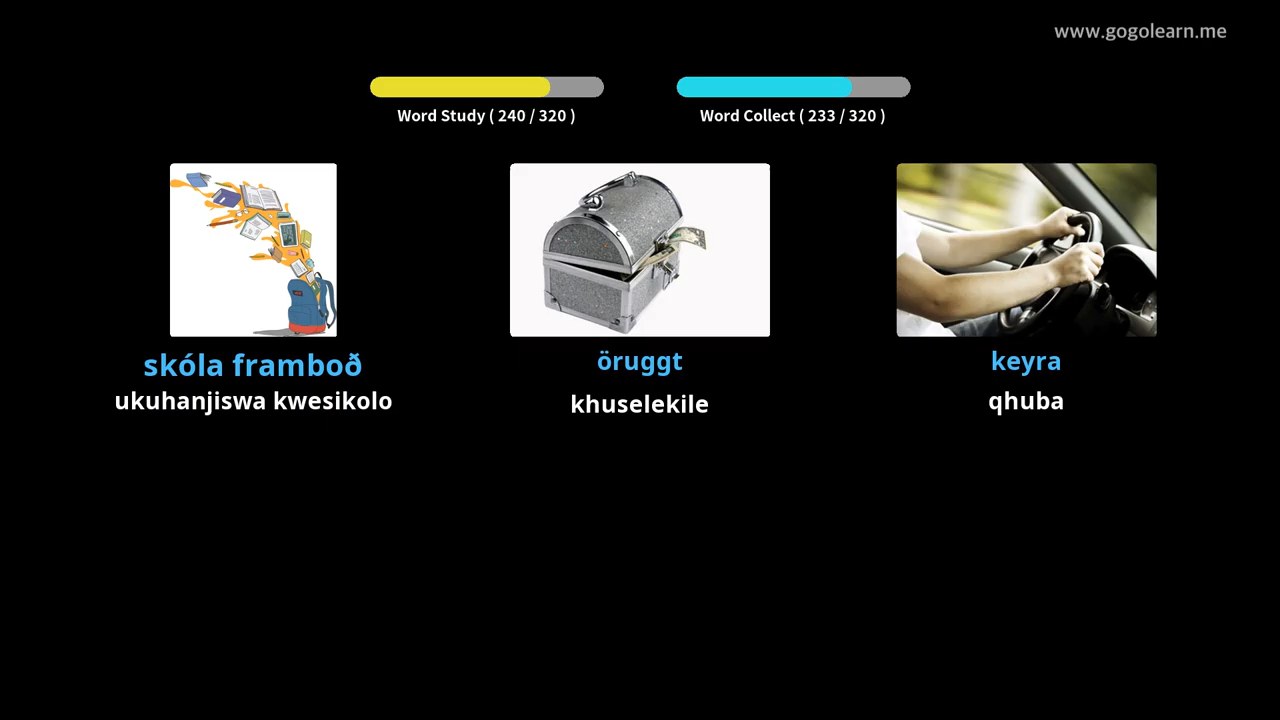 www.gogolearn.me
Word Study ( 240 / 320 )
Word Collect ( 233 / 320 )
skóla framboð
ukuhanjiswa kwesikolo
öruggt
khuselekile
keyra
qhuba